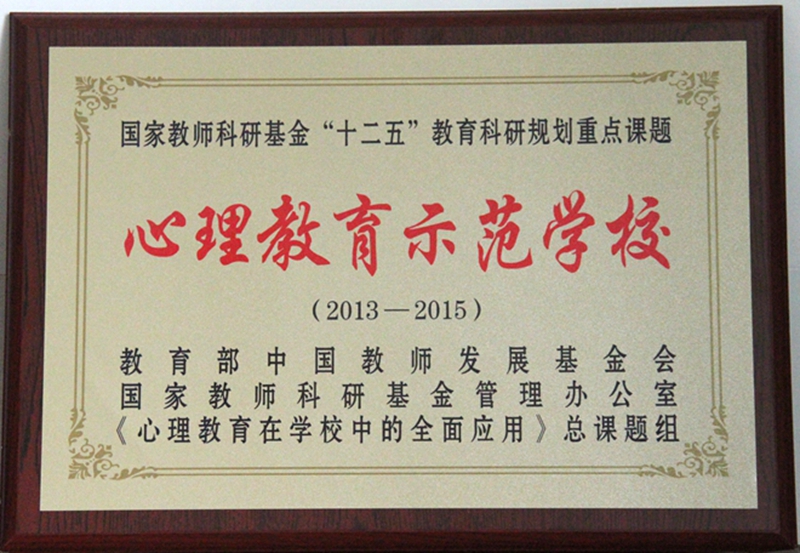 国家教师科研基金“十二五”教育科研规划重点课题
心理教育示范学校
（2013—2015）
教育部中国教师发展基金会
国家教师科研基金管理办公室
《心理教育在学校中的全面应用》总课题组